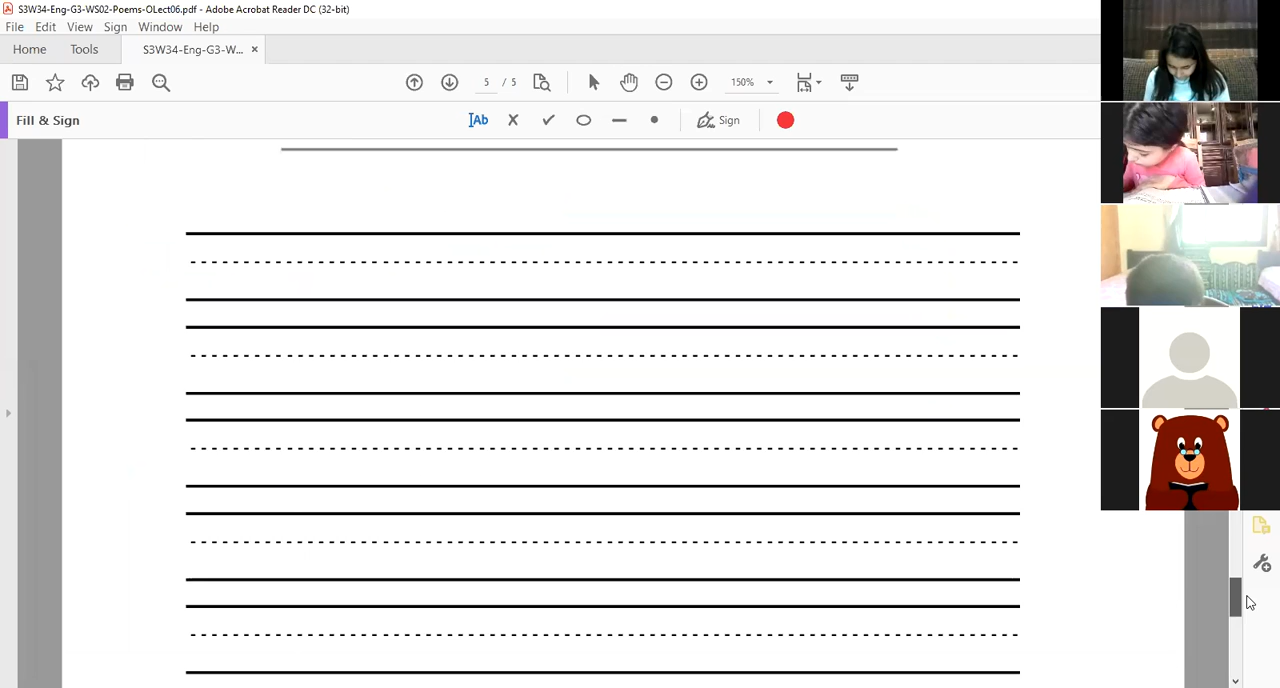 S3W34-Eng-G3-WS02-Poems-OLect06.pdf - Adobe Acrobat Reader DC (32-bit)
File Edit View Sign Window Help
Home Tools S3W34-Eng-G3-W... ×
5 / 5 150%
Fill & Sign Ab Sign